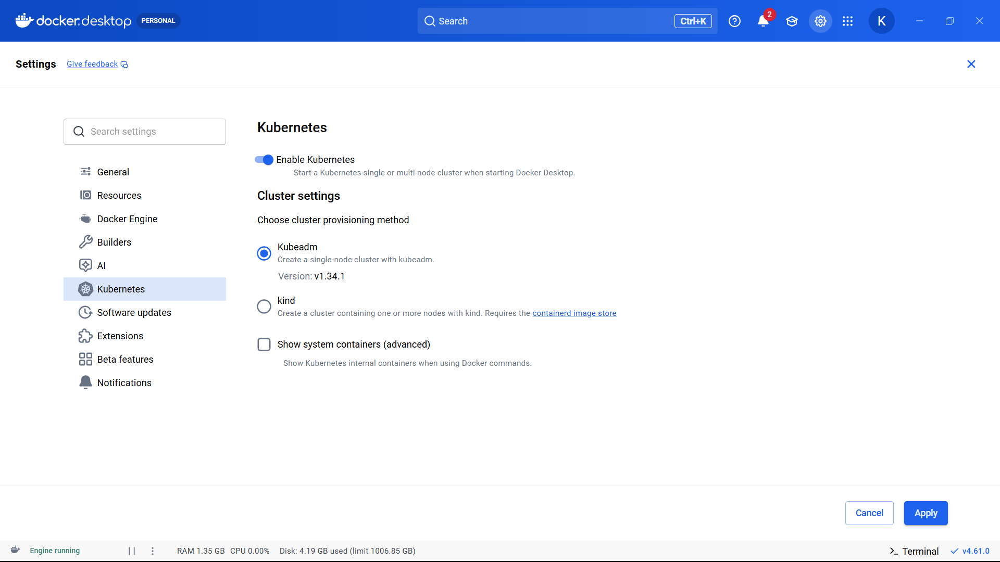 docker.desktop PERSONAL
Search Ctrl+K
2
K
Settings Give feedback
Search settings
General
Resources
Docker Engine
Builders
AI
Kubernetes
Software updates
Extensions
Beta features
Notifications
Kubernetes
Enable Kubernetes
Start a Kubernetes single or multi-node cluster when starting Docker Desktop.
Cluster settings
Choose cluster provisioning method
Kubeadm
Create a single-node cluster with kubeadm.
Version: v1.34.1
kind
Create a cluster containing one or more nodes with kind. Requires the containerd image store
Show system containers (advanced)
Show Kubernetes internal containers when using Docker commands.
Cancel Apply
Engine running RAM 1.35 GB CPU 0.00% Disk: 4.19 GB used (limit 1006.85 GB) Terminal v4.61.0